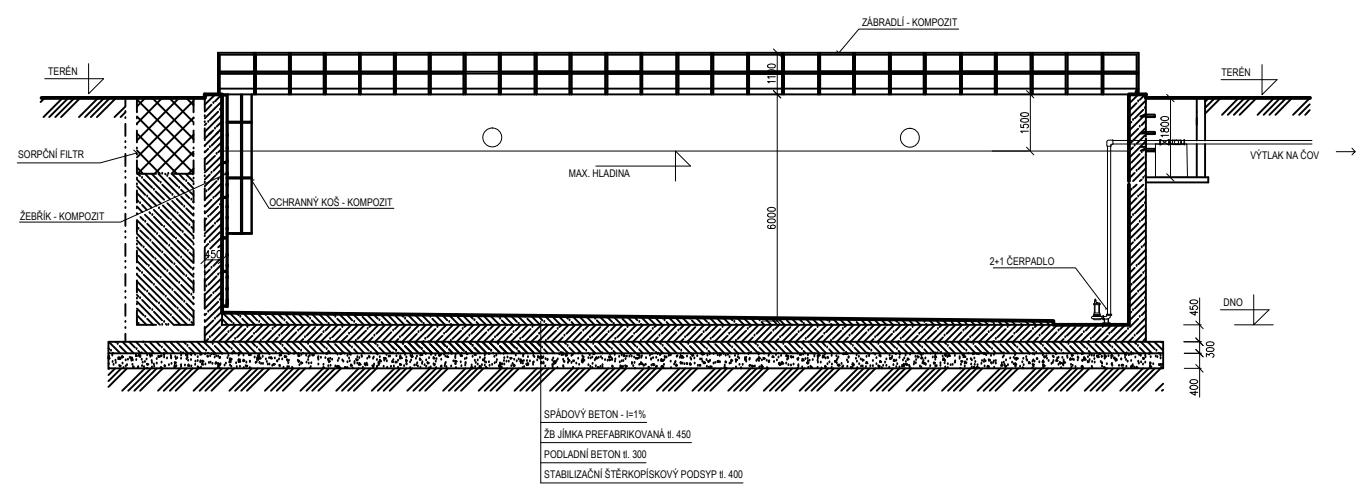 ZÁBRADLÍ - KOMPOZIT
TERÉN
TERÉN
1100
1500
1800
SORPČNÍ FILTR
VÝTLAK NA ČOV
MAX. HLADINA
OCHRANNÝ KOŠ - KOMPOZIT
ŽEBŘÍK - KOMPOZIT
6000
450
2+1 ČERPADLO
DNO
450
300
400
SPÁDOVÝ BETON - I=1%
ŽB JÍMKA PREFABRIKOVANÁ tl. 450
PODLADNÍ BETON tl. 300
STABILIZAČNÍ ŠTĚRKOPÍSKOVÝ PODSYP tl. 400